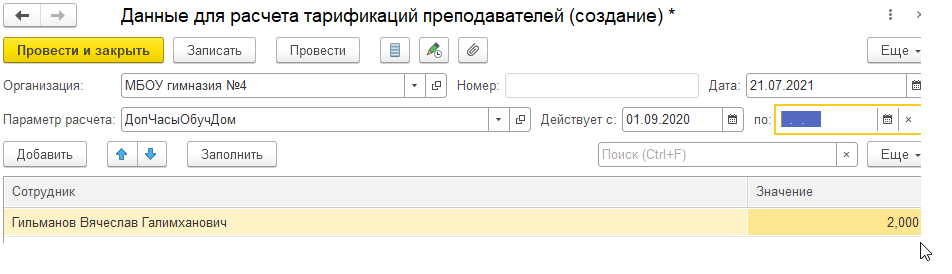 Данные для расчета тарификаций преподавателей (создание) *
Провести и закрыть Записать Провести Еще
Организация: МБОУ гимназия №4 Номер: Дата: 21.07.2021
Параметр расчета: ДопЧасыОбучДом Действует с: 01.09.2020 по: . .
Добавить Заполнить Поиск (Ctrl+F) × Еще
Сотрудник Значение
Гильманов Вячеслав Галимханович 2,000